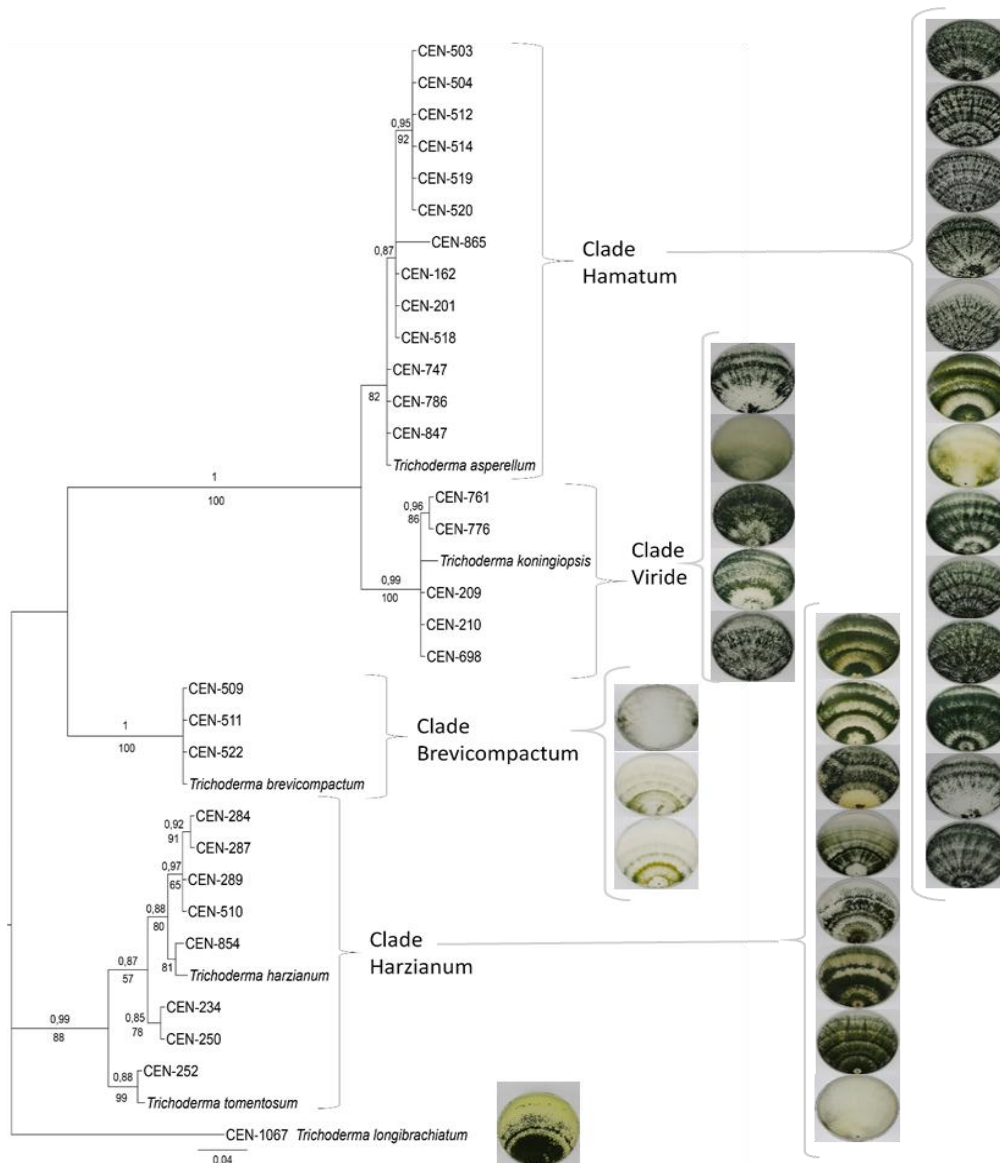 CEN-503
CEN-504
0,95
CEN-512
92
CEN-514
CEN-519
CEN-520
CEN-865
0,87
Clade
Hamatum
CEN-162
CEN-201
CEN-518
CEN-747
82
CEN-786
CEN-847
Trichoderma asperellum
1
100
CEN-761
0,96
86
CEN-776
Clade
Viride
Trichoderma koningiopsis
0,99
100
CEN-209
CEN-210
CEN-698
CEN-509
CEN-511
Clade
Brevicompactum
1
100
CEN-522
Trichoderma brevicompactum
CEN-284
0,92
91
CEN-287
0,97
65
CEN-289
0,88
80
CEN-510
Clade
Harzianum
CEN-854
81
Trichoderma harzianum
0,87
57
CEN-234
0,85
78
CEN-250
0,99
88
CEN-252
0,88
99
Trichoderma tomentosum
CEN-1067 Trichoderma longibrachiatum
0.04